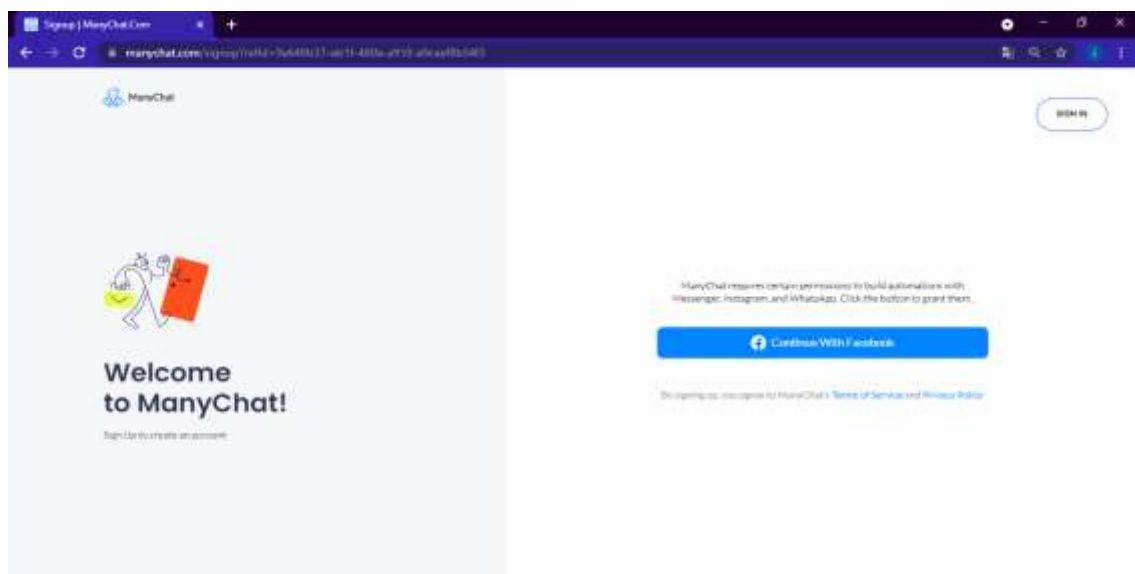 Signup | ManyChat.Com
manychat.com
ManyChat
SIGN IN
ManyChat requires certain permissions to build automations with
Messenger, Instagram, and WhatsApp. Click the button to grant them.
Continue With Facebook
By signing up, you agree to ManyChat's Terms of Service and Privacy Policy
Welcome
to ManyChat!
Sign Up to create an account